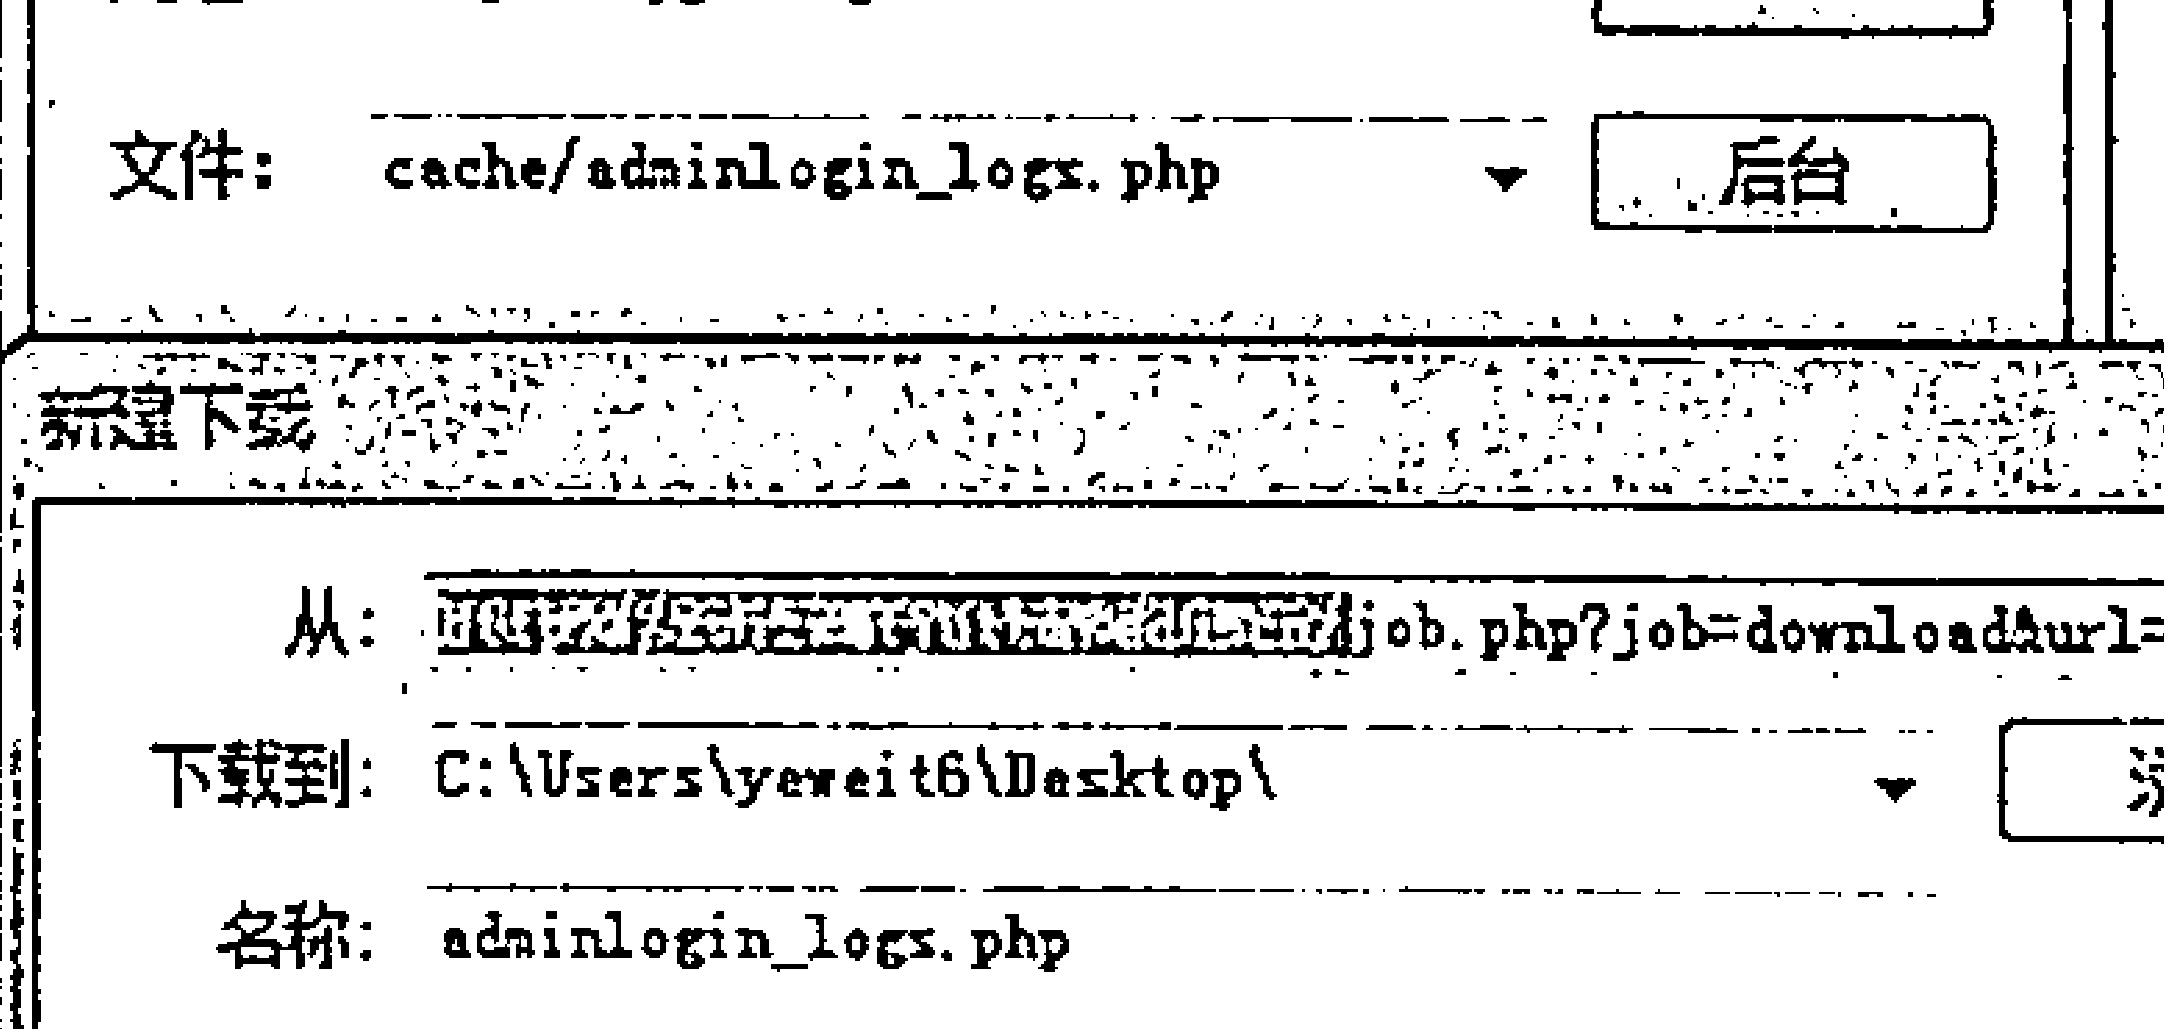 文件: cache/adminlogin_logs.php 后台
新建下载
从: job.php?job=download&url=
下载到: C:\Users\yeweit6\Desktop\
名称: adminlogin_logs.php